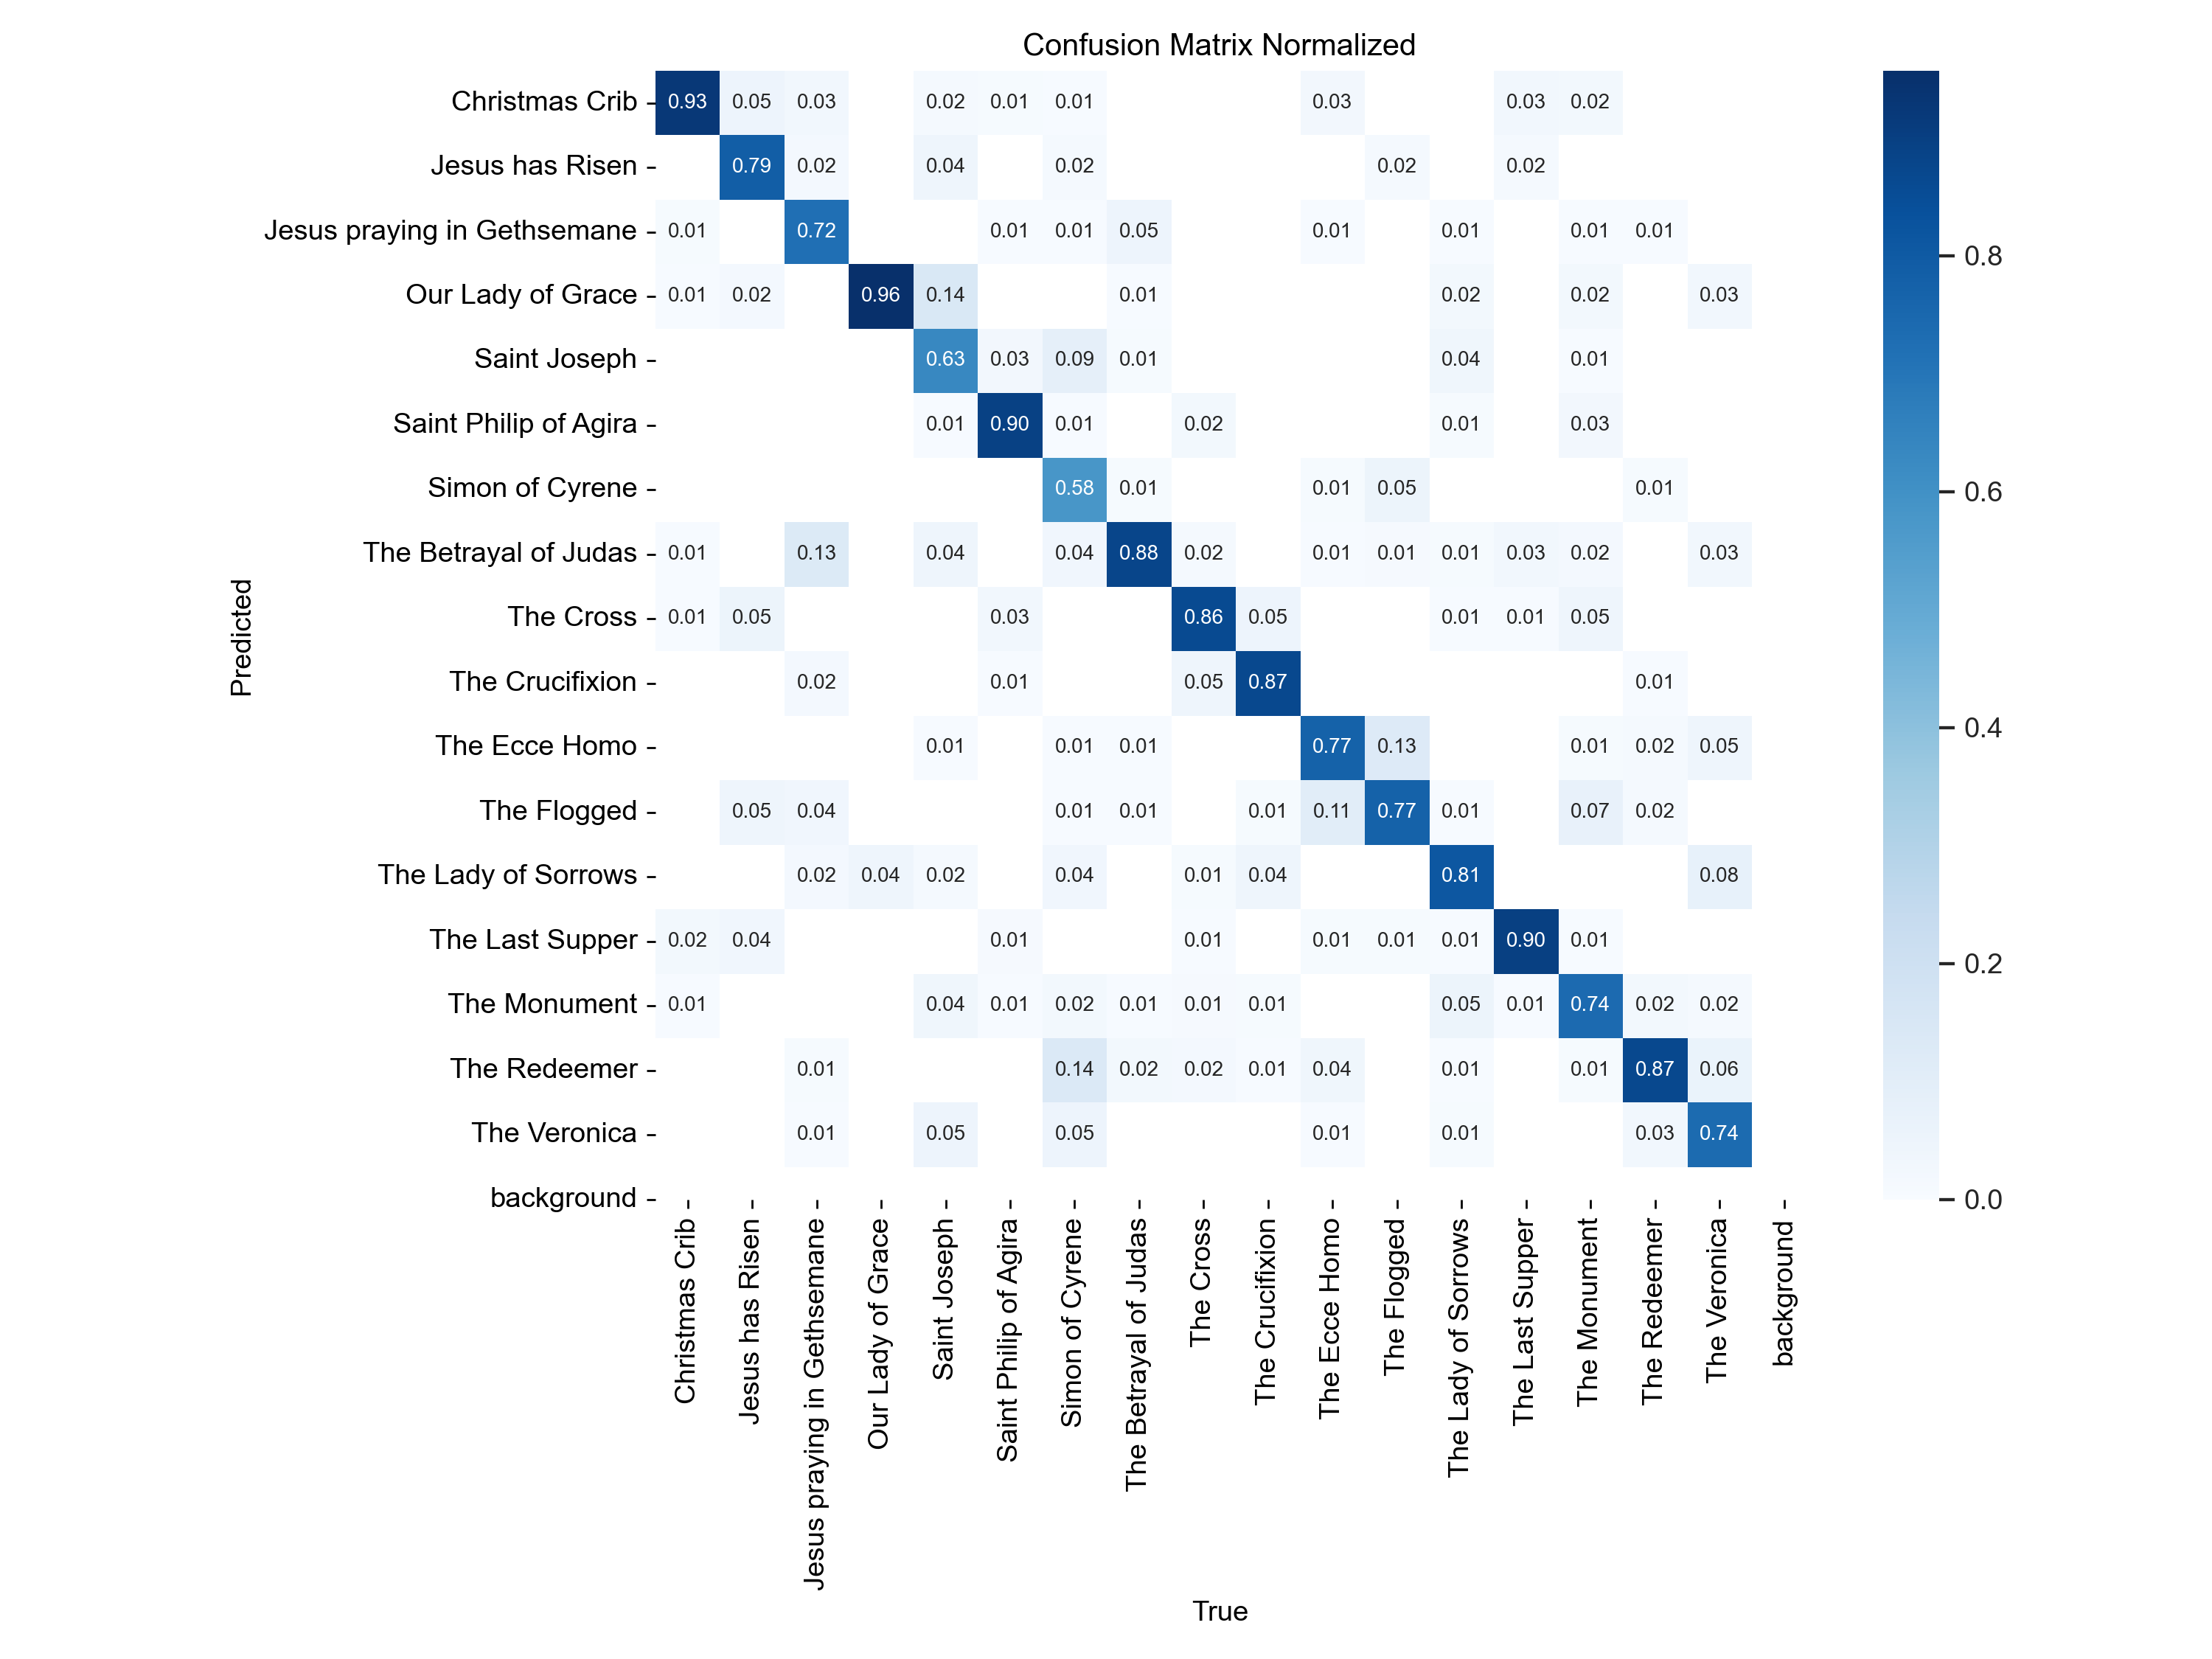 Confusion Matrix Normalized
Christmas Crib 0.93 0.05 0.03 0.02 0.01 0.01 0.03 0.03 0.02
Jesus has Risen 0.79 0.02 0.04 0.02 0.02 0.02
Jesus praying in Gethsemane 0.01 0.72 0.01 0.01 0.05 0.01 0.01 0.01 0.01
Our Lady of Grace 0.01 0.02 0.96 0.14 0.01 0.02 0.02 0.03
Saint Joseph 0.63 0.03 0.09 0.01 0.04 0.01
Saint Philip of Agira 0.01 0.90 0.01 0.02 0.01 0.03
Simon of Cyrene 0.58 0.01 0.01 0.05 0.01
The Betrayal of Judas 0.01 0.13 0.04 0.04 0.88 0.02 0.01 0.01 0.01 0.03 0.02 0.03
The Cross 0.01 0.05 0.03 0.86 0.05 0.01 0.01 0.05
The Crucifixion 0.02 0.01 0.05 0.87 0.01
The Ecce Homo 0.01 0.01 0.01 0.77 0.13 0.01 0.02 0.05
The Flogged 0.05 0.04 0.01 0.01 0.01 0.11 0.77 0.01 0.07 0.02
The Lady of Sorrows 0.02 0.04 0.02 0.04 0.01 0.04 0.81 0.08
The Last Supper 0.02 0.04 0.01 0.01 0.01 0.01 0.01 0.90 0.01
The Monument 0.01 0.04 0.01 0.02 0.01 0.01 0.01 0.05 0.01 0.74 0.02 0.02
The Redeemer 0.01 0.14 0.02 0.02 0.01 0.04 0.01 0.01 0.87 0.06
The Veronica 0.01 0.05 0.05 0.01 0.01 0.03 0.74
background
Predicted
Christmas Crib
Jesus has Risen
Jesus praying in Gethsemane
Our Lady of Grace
Saint Joseph
Saint Philip of Agira
Simon of Cyrene
The Betrayal of Judas
The Cross
The Crucifixion
The Ecce Homo
The Flogged
The Lady of Sorrows
The Last Supper
The Monument
The Redeemer
The Veronica
background
True
0.8
0.6
0.4
0.2
0.0